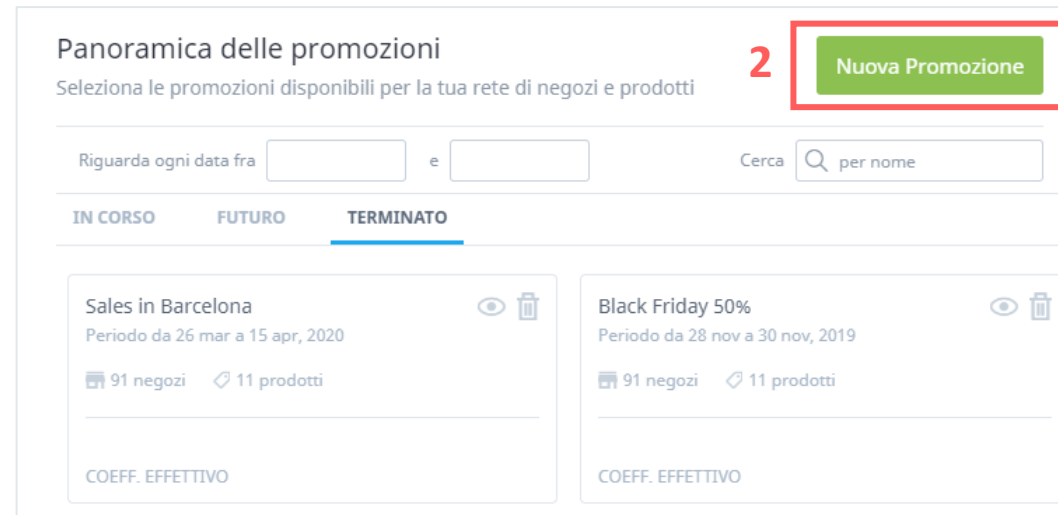 Panoramica delle promozioni
2
Nuova Promozione
Seleziona le promozioni disponibili per la tua rete di negozi e prodotti
Riguarda ogni data fra e Cerca per nome
IN CORSO FUTURO TERMINATO
Sales in Barcelona
Periodo da 26 mar a 15 apr, 2020
91 negozi 11 prodotti
COEFF. EFFETTIVO
Black Friday 50%
Periodo da 28 nov a 30 nov, 2019
91 negozi 11 prodotti
COEFF. EFFETTIVO